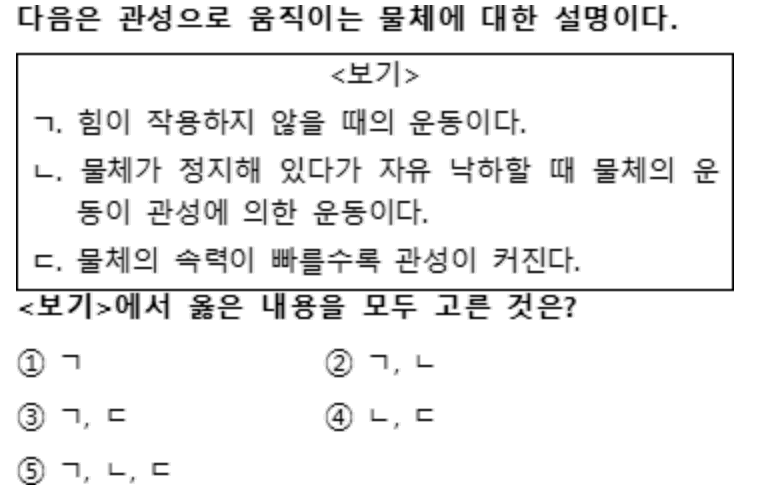 다음은 관성으로 움직이는 물체에 대한 설명이다.
<보기>
ㄱ. 힘이 작용하지 않을 때의 운동이다.
ㄴ. 물체가 정지해 있다가 자유 낙하할 때 물체의 운
동이 관성에 의한 운동이다.
ㄷ. 물체의 속력이 빠를수록 관성이 커진다.
<보기>에서 옳은 내용을 모두 고른 것은?
① ㄱ ② ㄱ, ㄴ
③ ㄱ, ㄷ ④ ㄴ, ㄷ
⑤ ㄱ, ㄴ, ㄷ